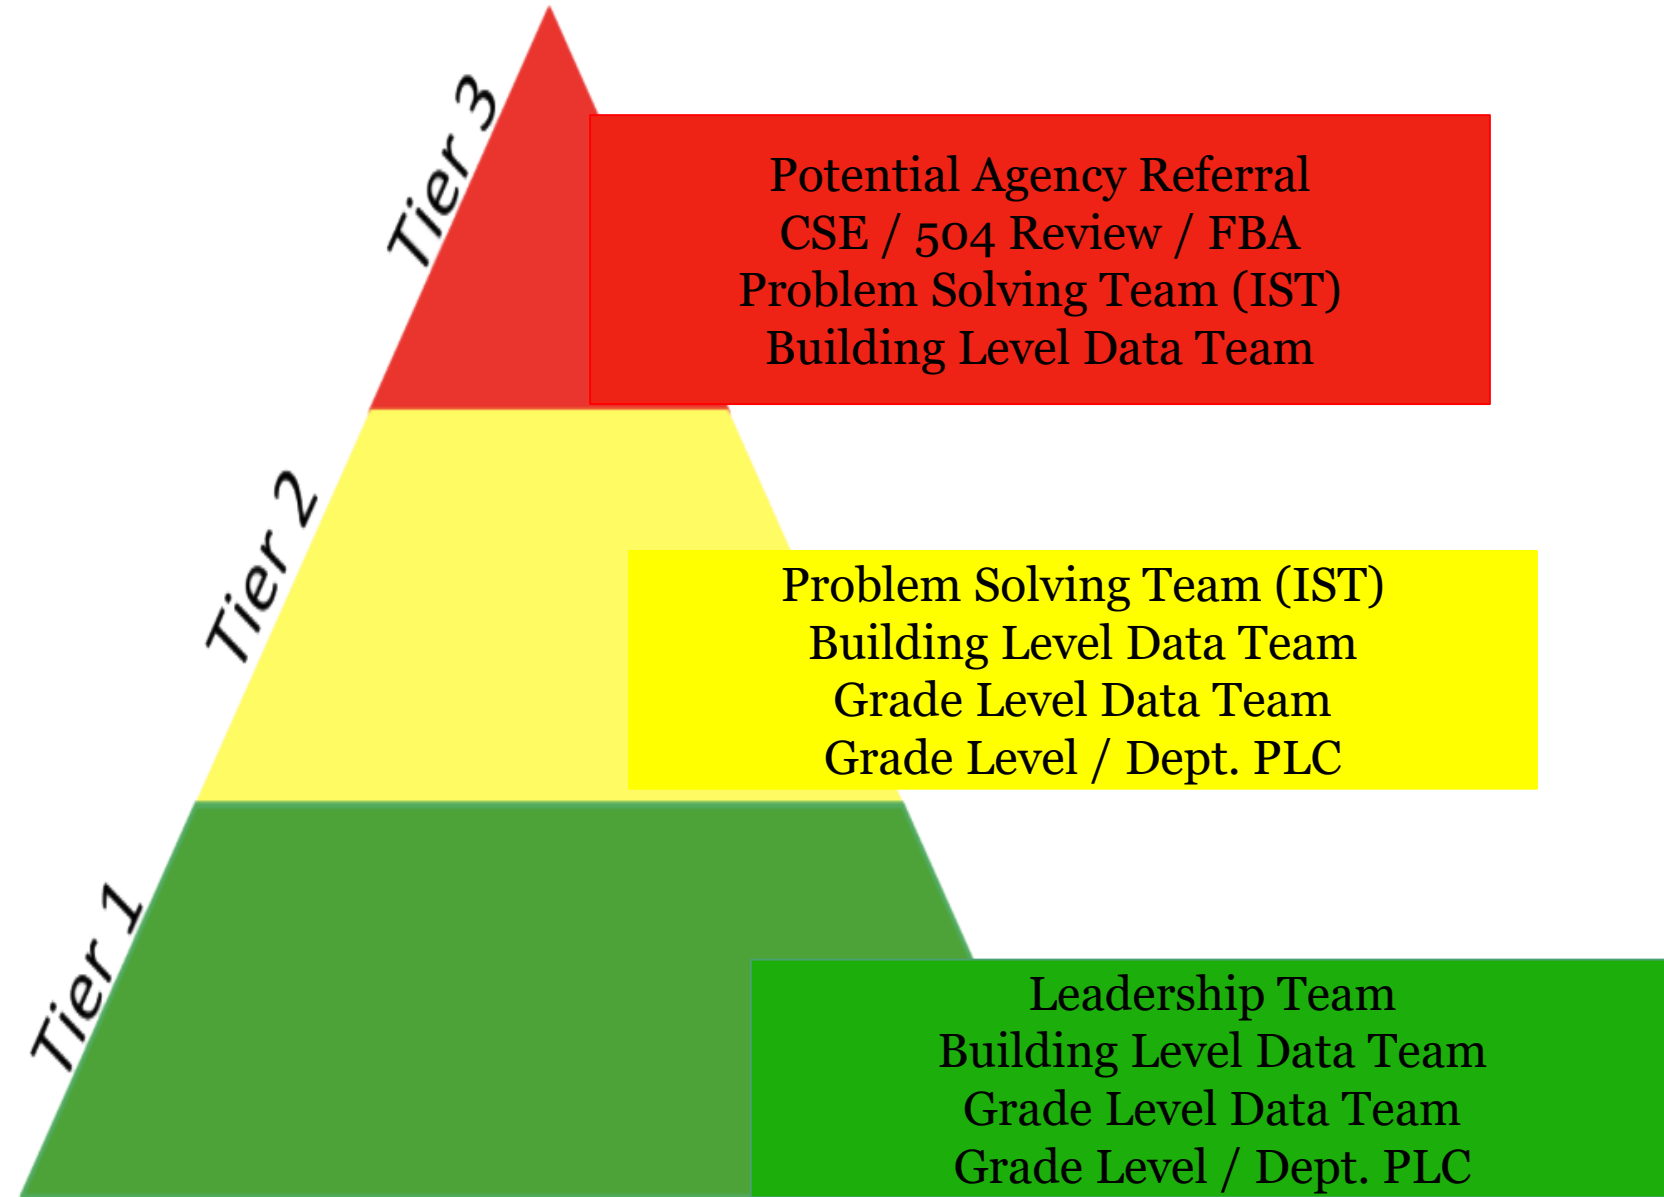 Tier 3
Potential Agency Referral
CSE / 504 Review / FBA
Problem Solving Team (IST)
Building Level Data Team
Tier 2
Problem Solving Team (IST)
Building Level Data Team
Grade Level Data Team
Grade Level / Dept. PLC
Tier 1
Leadership Team
Building Level Data Team
Grade Level Data Team
Grade Level / Dept. PLC